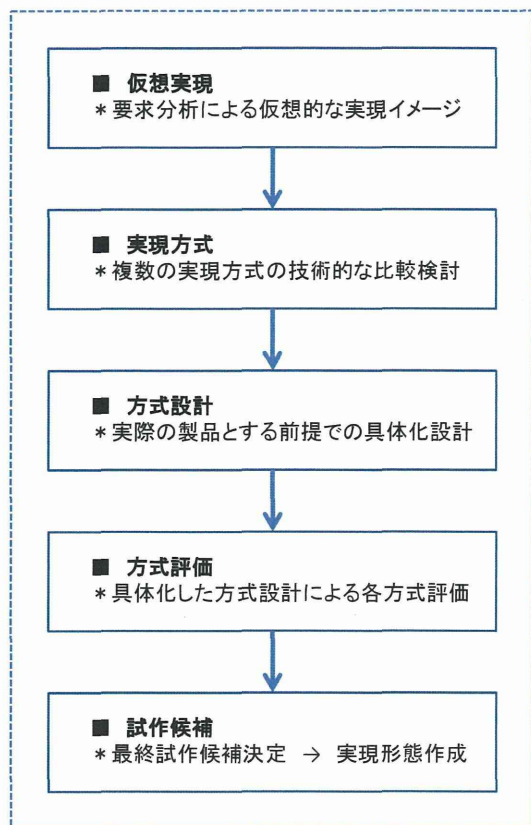 ■ 仮想実現
＊要求分析による仮想的な実現イメージ
■ 実現方式
＊複数の実現方式の技術的な比較検討
■ 方式設計
＊実際の製品とする前提での具体化設計
■ 方式評価
＊具体化した方式設計による各方式評価
■ 試作候補
＊最終試作候補決定 → 実現形態作成